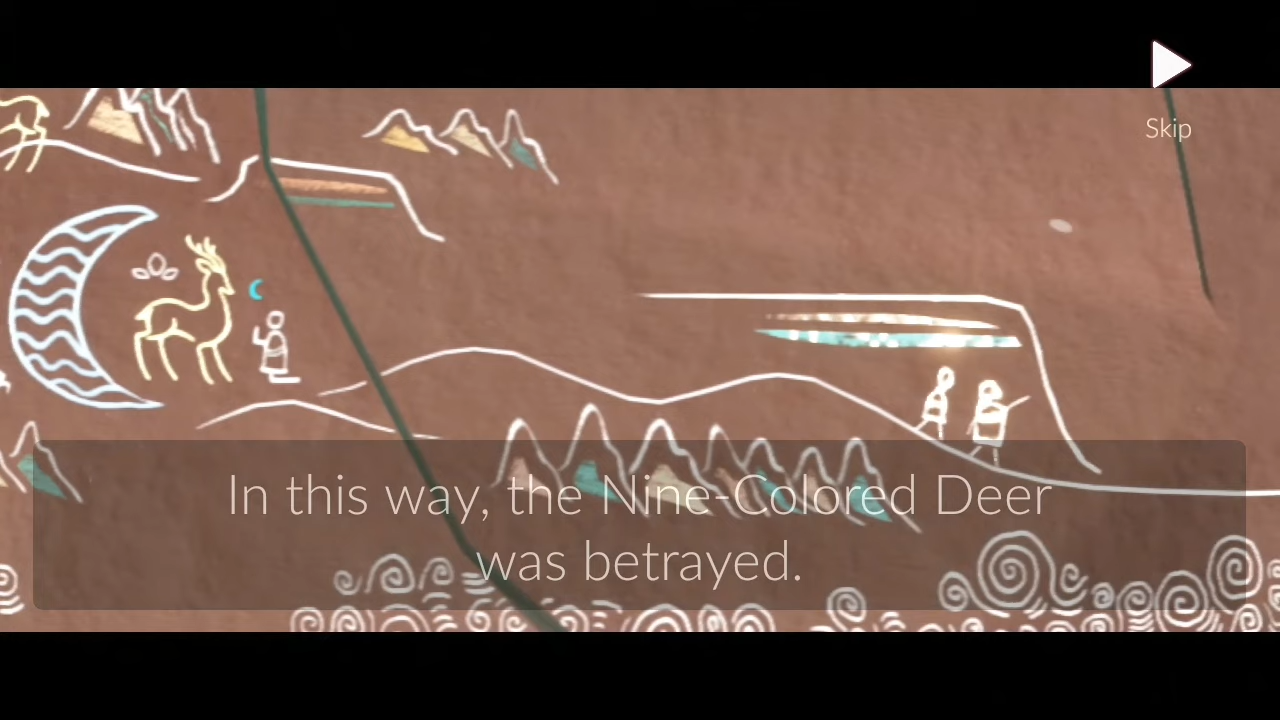 Skip
In this way, the Nine-Colored Deer
was betrayed.